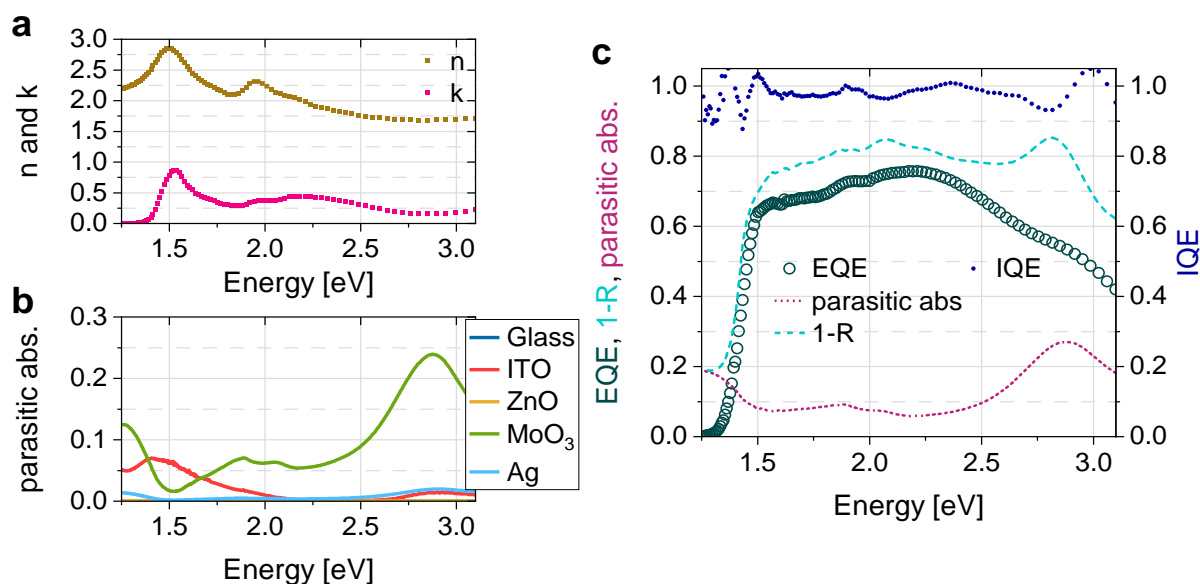 a
3.0
2.5
2.0
1.5
1.0
0.5
0.0
n and k
n
k
1.5 2.0 2.5 3.0
Energy [eV]
b
0.3
0.2
0.1
0.0
parasitic abs.
Glass
ITO
ZnO
MoO3
Ag
1.5 2.0 2.5 3.0
Energy [eV]
c
1.0
0.8
0.6
0.4
0.2
0.0
EQE, 1-R, parasitic abs.
EQE IQE
parasitic abs
1-R
1.0
0.8
0.6
0.4
0.2
0.0
IQE
1.5 2.0 2.5 3.0
Energy [eV]